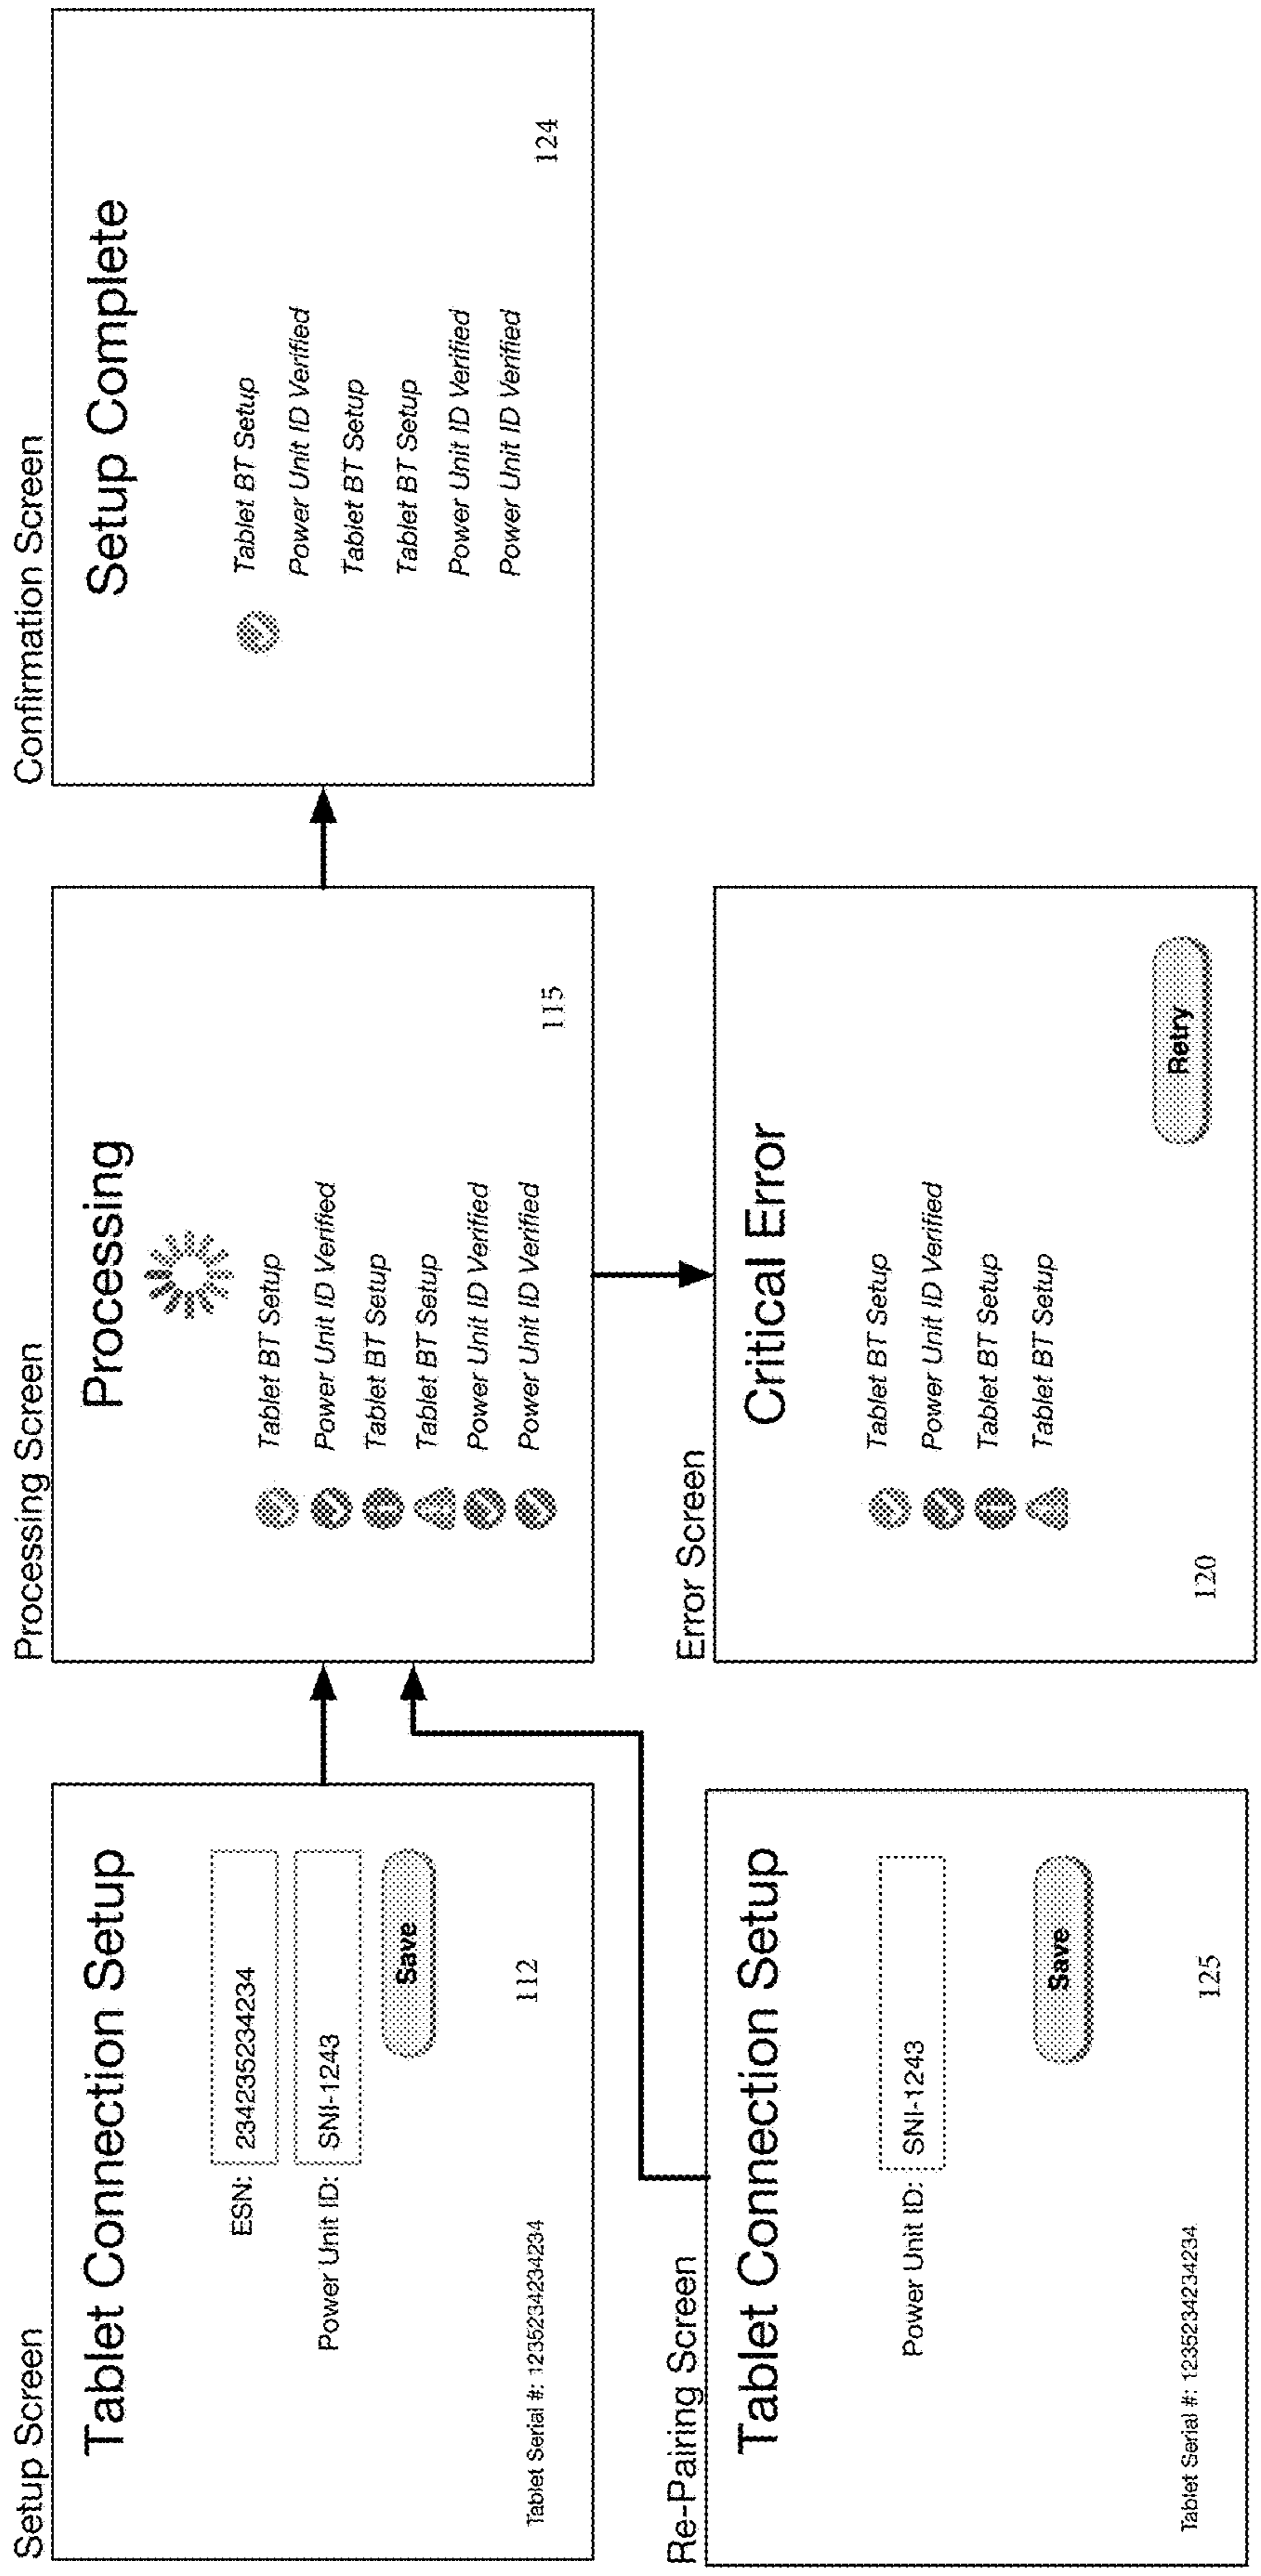 Setup Screen
Tablet Connection Setup
ESN: 234235234234
Power Unit ID: SNI-1243
Save
Tablet Serial #: 1235234234234
112
Processing Screen
Processing
Tablet BT Setup
Power Unit ID Verified
Tablet BT Setup
Tablet BT Setup
Power Unit ID Verified
Power Unit ID Verified
115
Confirmation Screen
Setup Complete
Tablet BT Setup
Power Unit ID Verified
Tablet BT Setup
Tablet BT Setup
Power Unit ID Verified
Power Unit ID Verified
124
Re-Pairing Screen
Tablet Connection Setup
Power Unit ID: SNI-1243
Save
Tablet Serial #: 1235234234234
125
Error Screen
Critical Error
Tablet BT Setup
Power Unit ID Verified
Tablet BT Setup
Tablet BT Setup
Retry
120